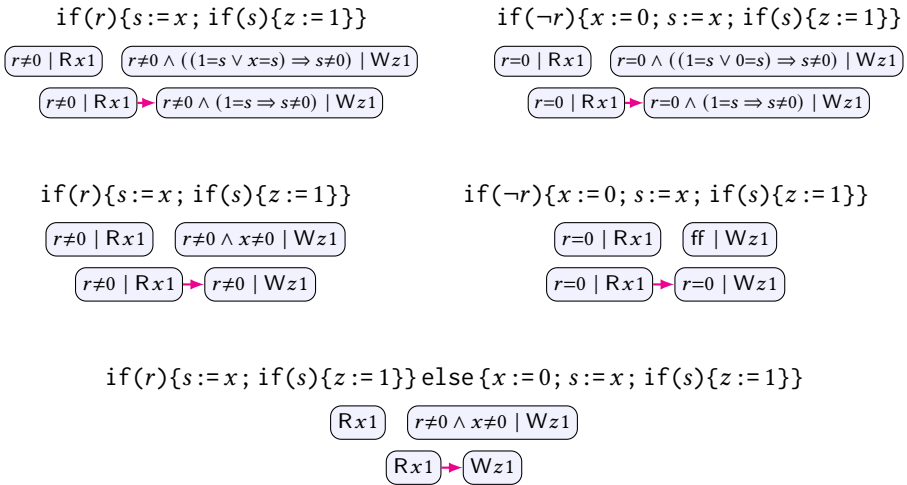 if(r){s:=x; if(s){z:=1}}
if(¬r){x:=0; s:=x; if(s){z:=1}}
r≠0 | Rx1 r≠0 ∧ ((1=s ∨ x=s) ⇒ s≠0) | Wz1
r=0 | Rx1 r=0 ∧ ((1=s ∨ 0=s) ⇒ s≠0) | Wz1
r≠0 | Rx1 r≠0 ∧ (1=s ⇒ s≠0) | Wz1
r=0 | Rx1 r=0 ∧ (1=s ⇒ s≠0) | Wz1
if(r){s:=x; if(s){z:=1}}
if(¬r){x:=0; s:=x; if(s){z:=1}}
r≠0 | Rx1 r≠0 ∧ x≠0 | Wz1
r=0 | Rx1 ff | Wz1
r≠0 | Rx1 r≠0 | Wz1
r=0 | Rx1 r=0 | Wz1
if(r){s:=x; if(s){z:=1}}else{x:=0; s:=x; if(s){z:=1}}
Rx1 r≠0 ∧ x≠0 | Wz1
Rx1 Wz1